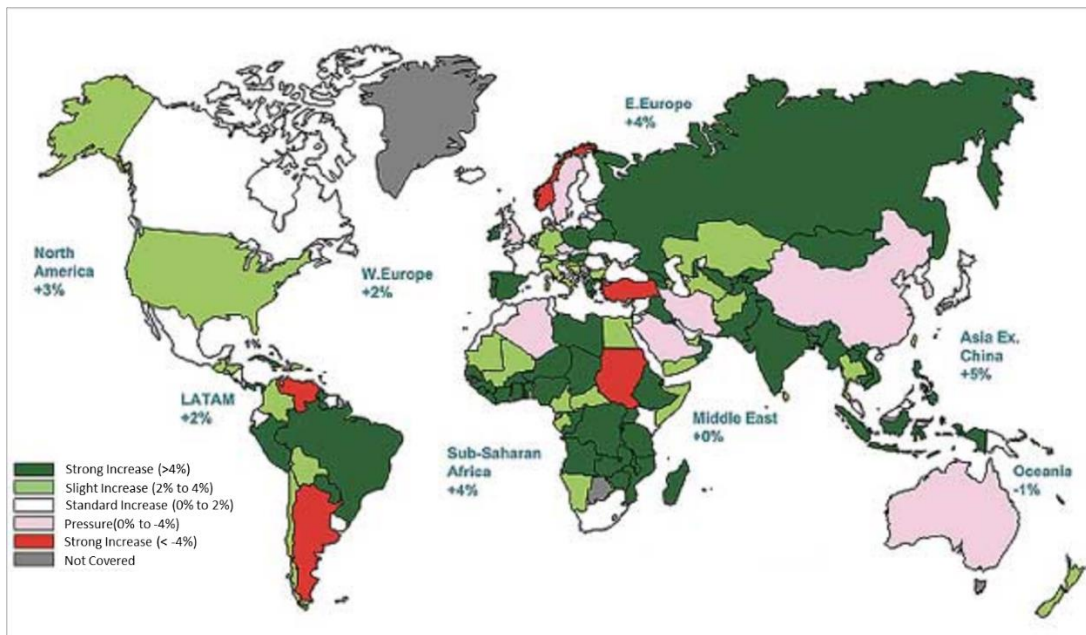 E.Europe
+4%
North
America
+3%
W.Europe
+2%
1%
Asia Ex.
China
+5%
LATAM
+2%
Middle East
+0%
Sub-Saharan
Africa
+4%
Oceania
-1%
Strong Increase (>4%)
Slight Increase (2% to 4%)
Standard Increase (0% to 2%)
Pressure(0% to -4%)
Strong Increase (< -4%)
Not Covered